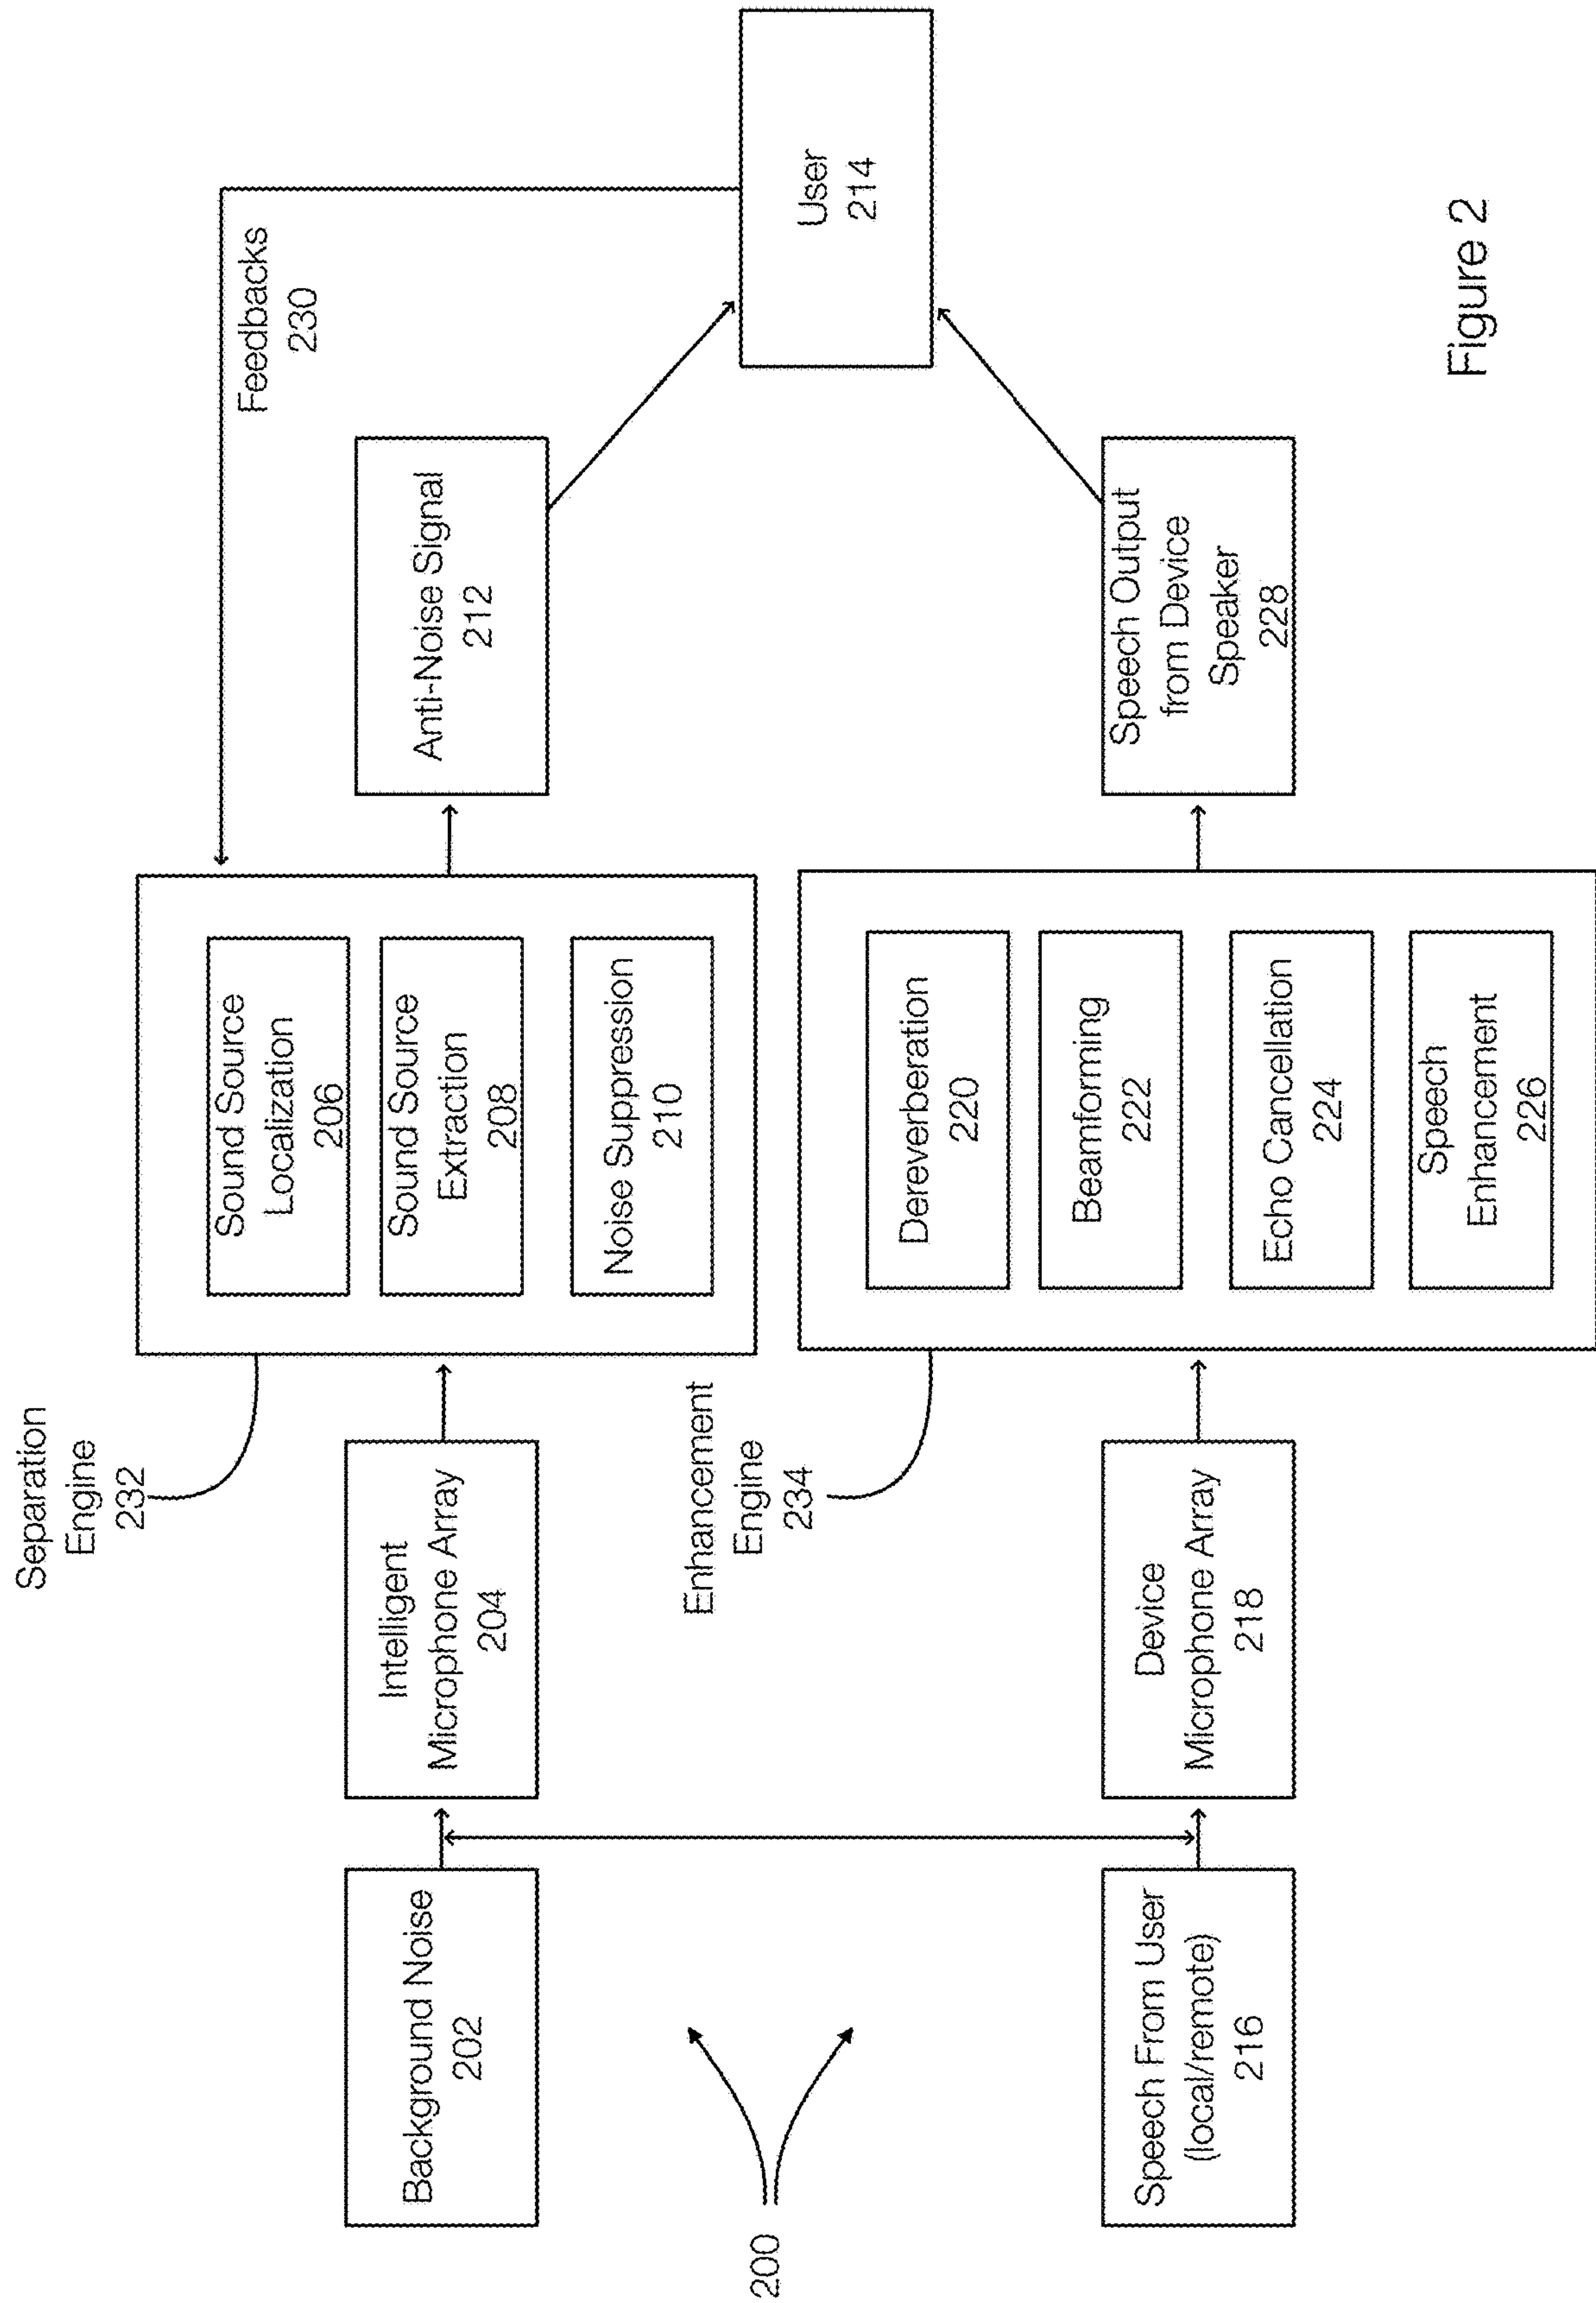 Separation
Engine
232
Feedbacks
230
Background Noise
202
Intelligent
Microphone Array
204
Sound Source
Localization
206
Sound Source
Extraction
208
Noise Suppression
210
Anti-Noise Signal
212
User
214
200
Enhancement
Engine
234
Speech From User
(local/remote)
216
Device
Microphone Array
218
Dereverberation
220
Beamforming
222
Echo Cancellation
224
Speech
Enhancement
226
Speech Output
from Device
Speaker
228
Figure 2